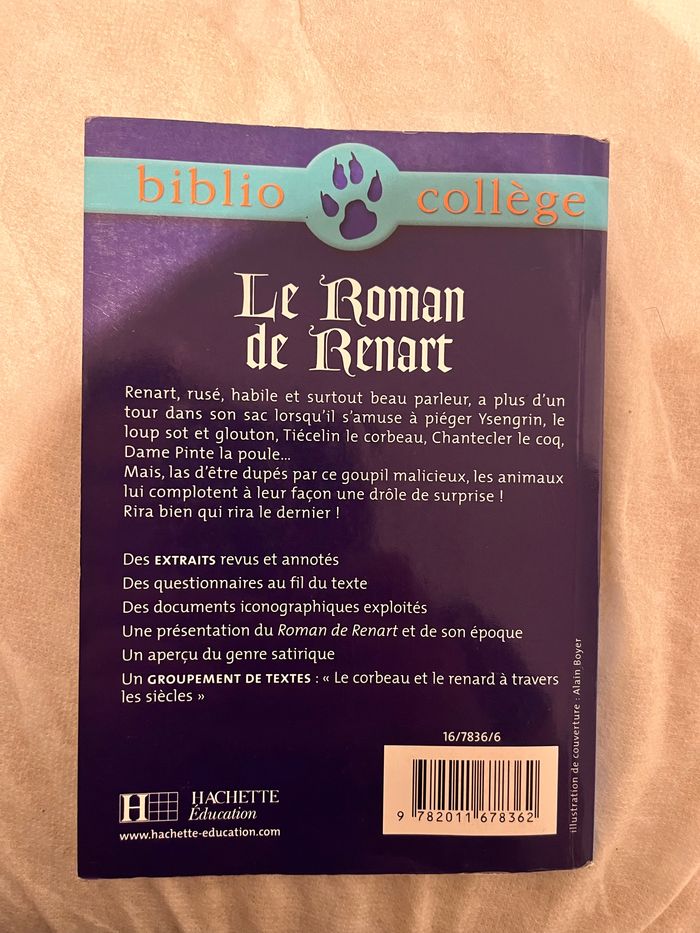 biblio collège
Le Roman
de Renart
Renart, rusé, habile et surtout beau parleur, a plus d'un
tour dans son sac lorsqu'il s'amuse à piéger Ysengrin, le
loup sot et glouton, Tiécelin le corbeau, Chantecler le coq,
Dame Pinte la poule...
Mais, las d'être dupés par ce goupil malicieux, les animaux
lui complotent à leur façon une drôle de surprise !
Rira bien qui rira le dernier !
Des EXTRAITS revus et annotés
Des questionnaires au fil du texte
Des documents iconographiques exploités
Une présentation du Roman de Renart et de son époque
Un aperçu du genre satirique
Un GROUPEMENT DE TEXTES : « Le corbeau et le renard à travers
les siècles »
illustration de couverture : Alain Boyer
16/7836/6
9 782011 678362
H HACHETTE
Éducation
www.hachette-education.com